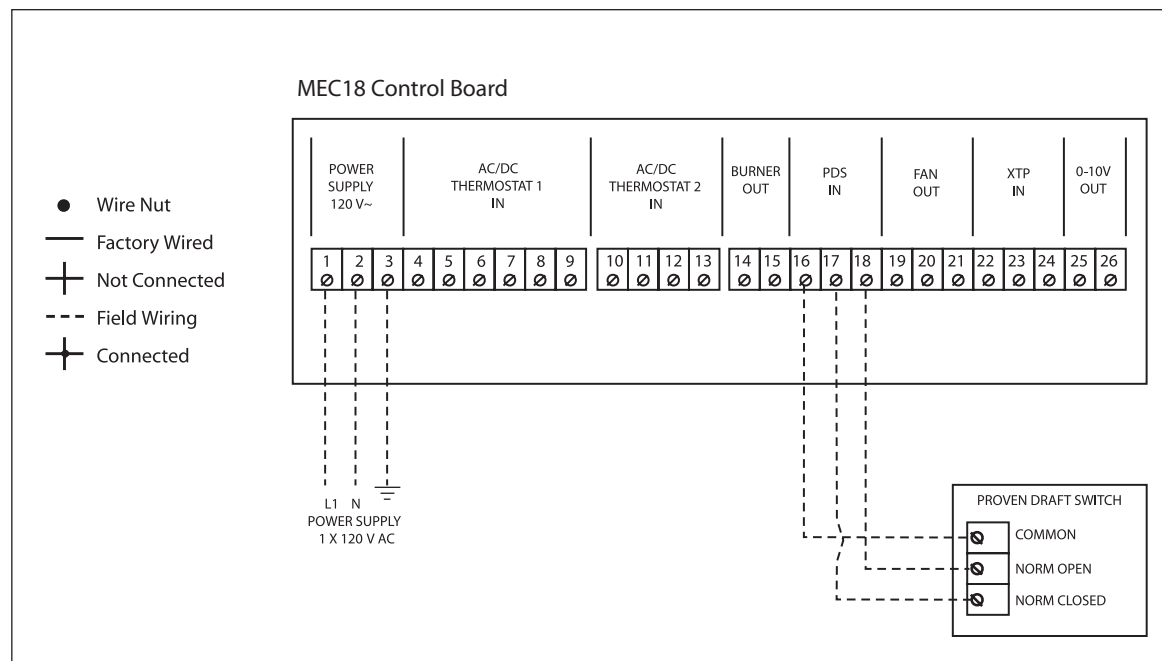 MEC18 Control Board
Wire Nut
Factory Wired
Not Connected
Field Wiring
Connected
POWER
SUPPLY
120 V~
AC/DC
THERMOSTAT 1
IN
AC/DC
THERMOSTAT 2
IN
BURNER
OUT
PDS
IN
FAN
OUT
XTP
IN
0-10V
OUT
1 2 3 4 5 6 7 8 9 10 11 12 13 14 15 16 17 18 19 20 21 22 23 24 25 26
L1 N
POWER SUPPLY
1 X 120 V AC
PROVEN DRAFT SWITCH
COMMON
NORM OPEN
NORM CLOSED